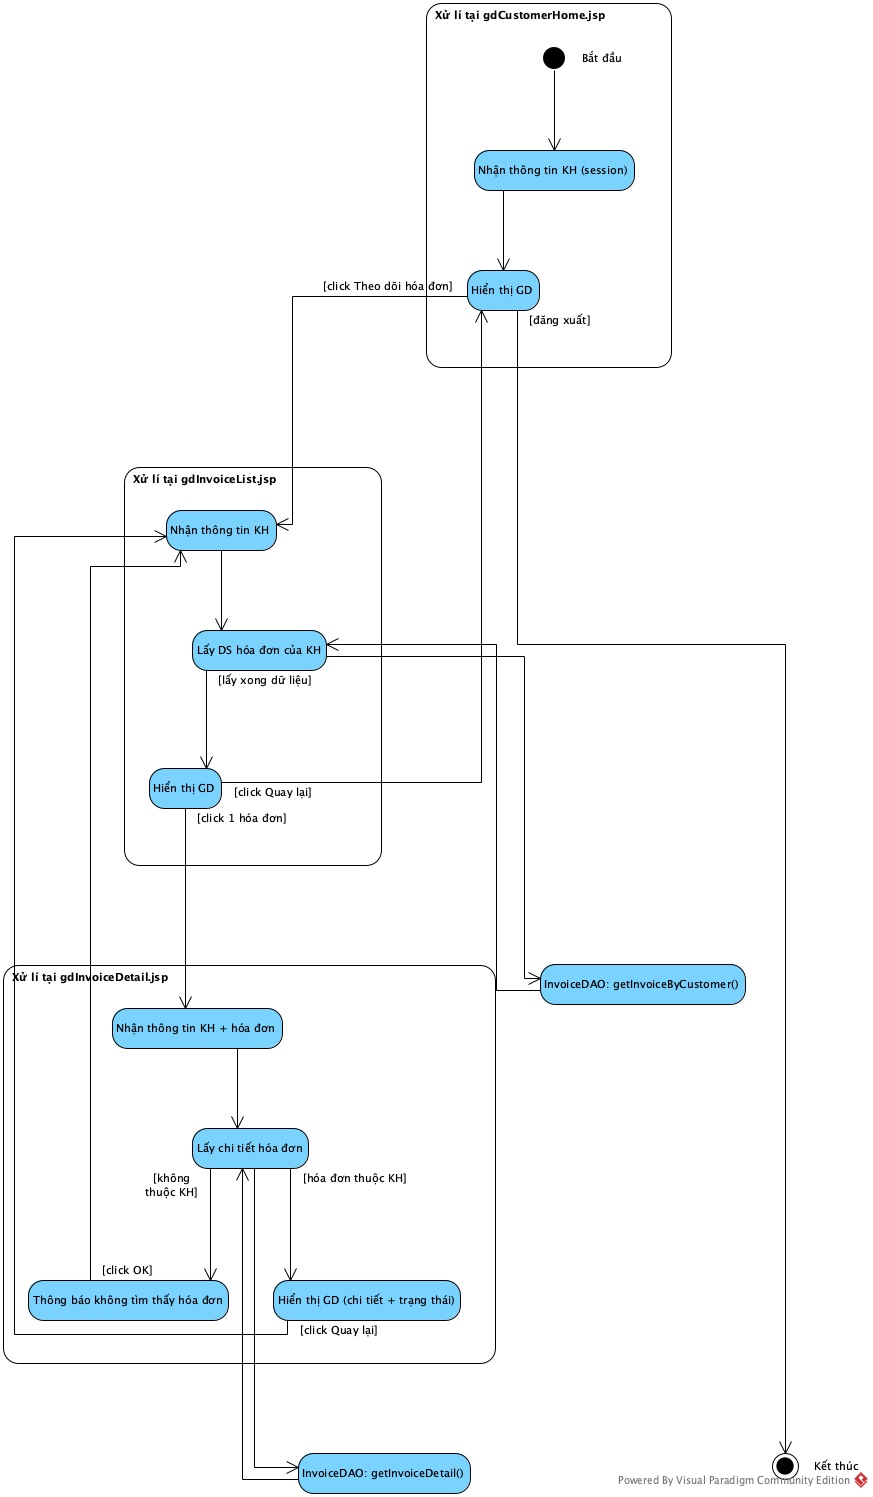 Xử lí tại gdCustomerHome.jsp
Bắt đầu
Nhận thông tin KH (session)
[click Theo dõi hóa đơn]
Hiển thị GD
[đăng xuất]
Xử lí tại gdInvoiceList.jsp
Nhận thông tin KH
Lấy DS hóa đơn của KH
[lấy xong dữ liệu]
Hiển thị GD
[click Quay lại]
[click 1 hóa đơn]
Xử lí tại gdInvoiceDetail.jsp
InvoiceDAO: getInvoiceByCustomer()
Nhận thông tin KH + hóa đơn
Lấy chi tiết hóa đơn
[không
thuộc KH]
[hóa đơn thuộc KH]
[click OK]
Thông báo không tìm thấy hóa đơn
Hiển thị GD (chi tiết + trạng thái)
[click Quay lại]
InvoiceDAO: getInvoiceDetail()
Kết thúc
Powered By Visual Paradigm Community Edition